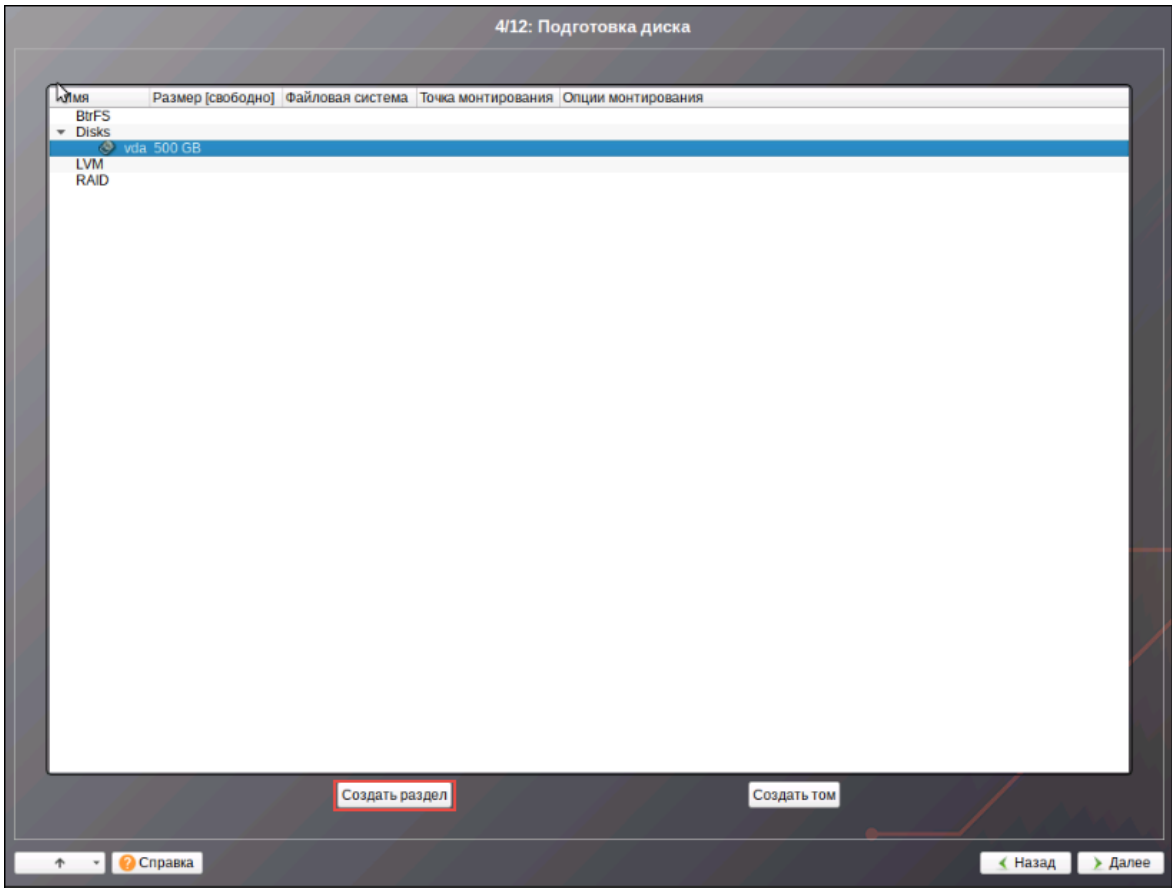 4/12: Подготовка диска
Имя Размер [свободно] Файловая система Точка монтирования Опции монтирования
BtrFS
Disks
vda 500 GB
LVM
RAID
Создать раздел Создать том
Справка Назад Далее